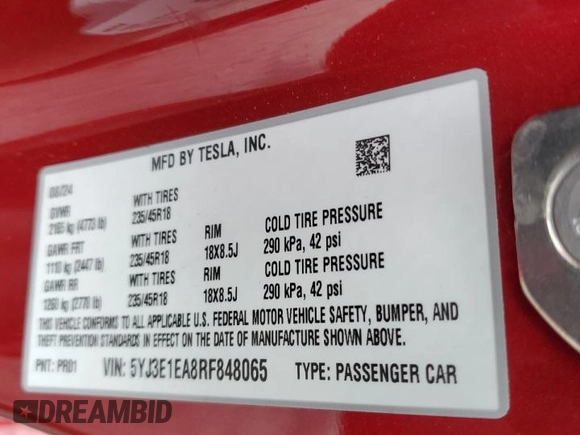 MFD BY TESLA, INC.
08/24
GVWR WITH TIRES
2165 kg (4773 lb) 235/45R18 RIM COLD TIRE PRESSURE
GAWR FRT WITH TIRES 18X8.5J 290 kPa, 42 psi
1110 kg (2447 lb) 235/45R18 RIM COLD TIRE PRESSURE
GAWR RR WITH TIRES 18X8.5J 290 kPa, 42 psi
1260 kg (2778 lb) 235/45R18
THIS VEHICLE CONFORMS TO ALL APPLICABLE U.S. FEDERAL MOTOR VEHICLE SAFETY, BUMPER, AND
THEFT PREVENTION STANDARDS IN EFFECT ON THE DATE OF MANUFACTURE SHOWN ABOVE.
PNT: PR01 VIN: 5YJ3E1EA8RF848065 TYPE: PASSENGER CAR
DREAMBID